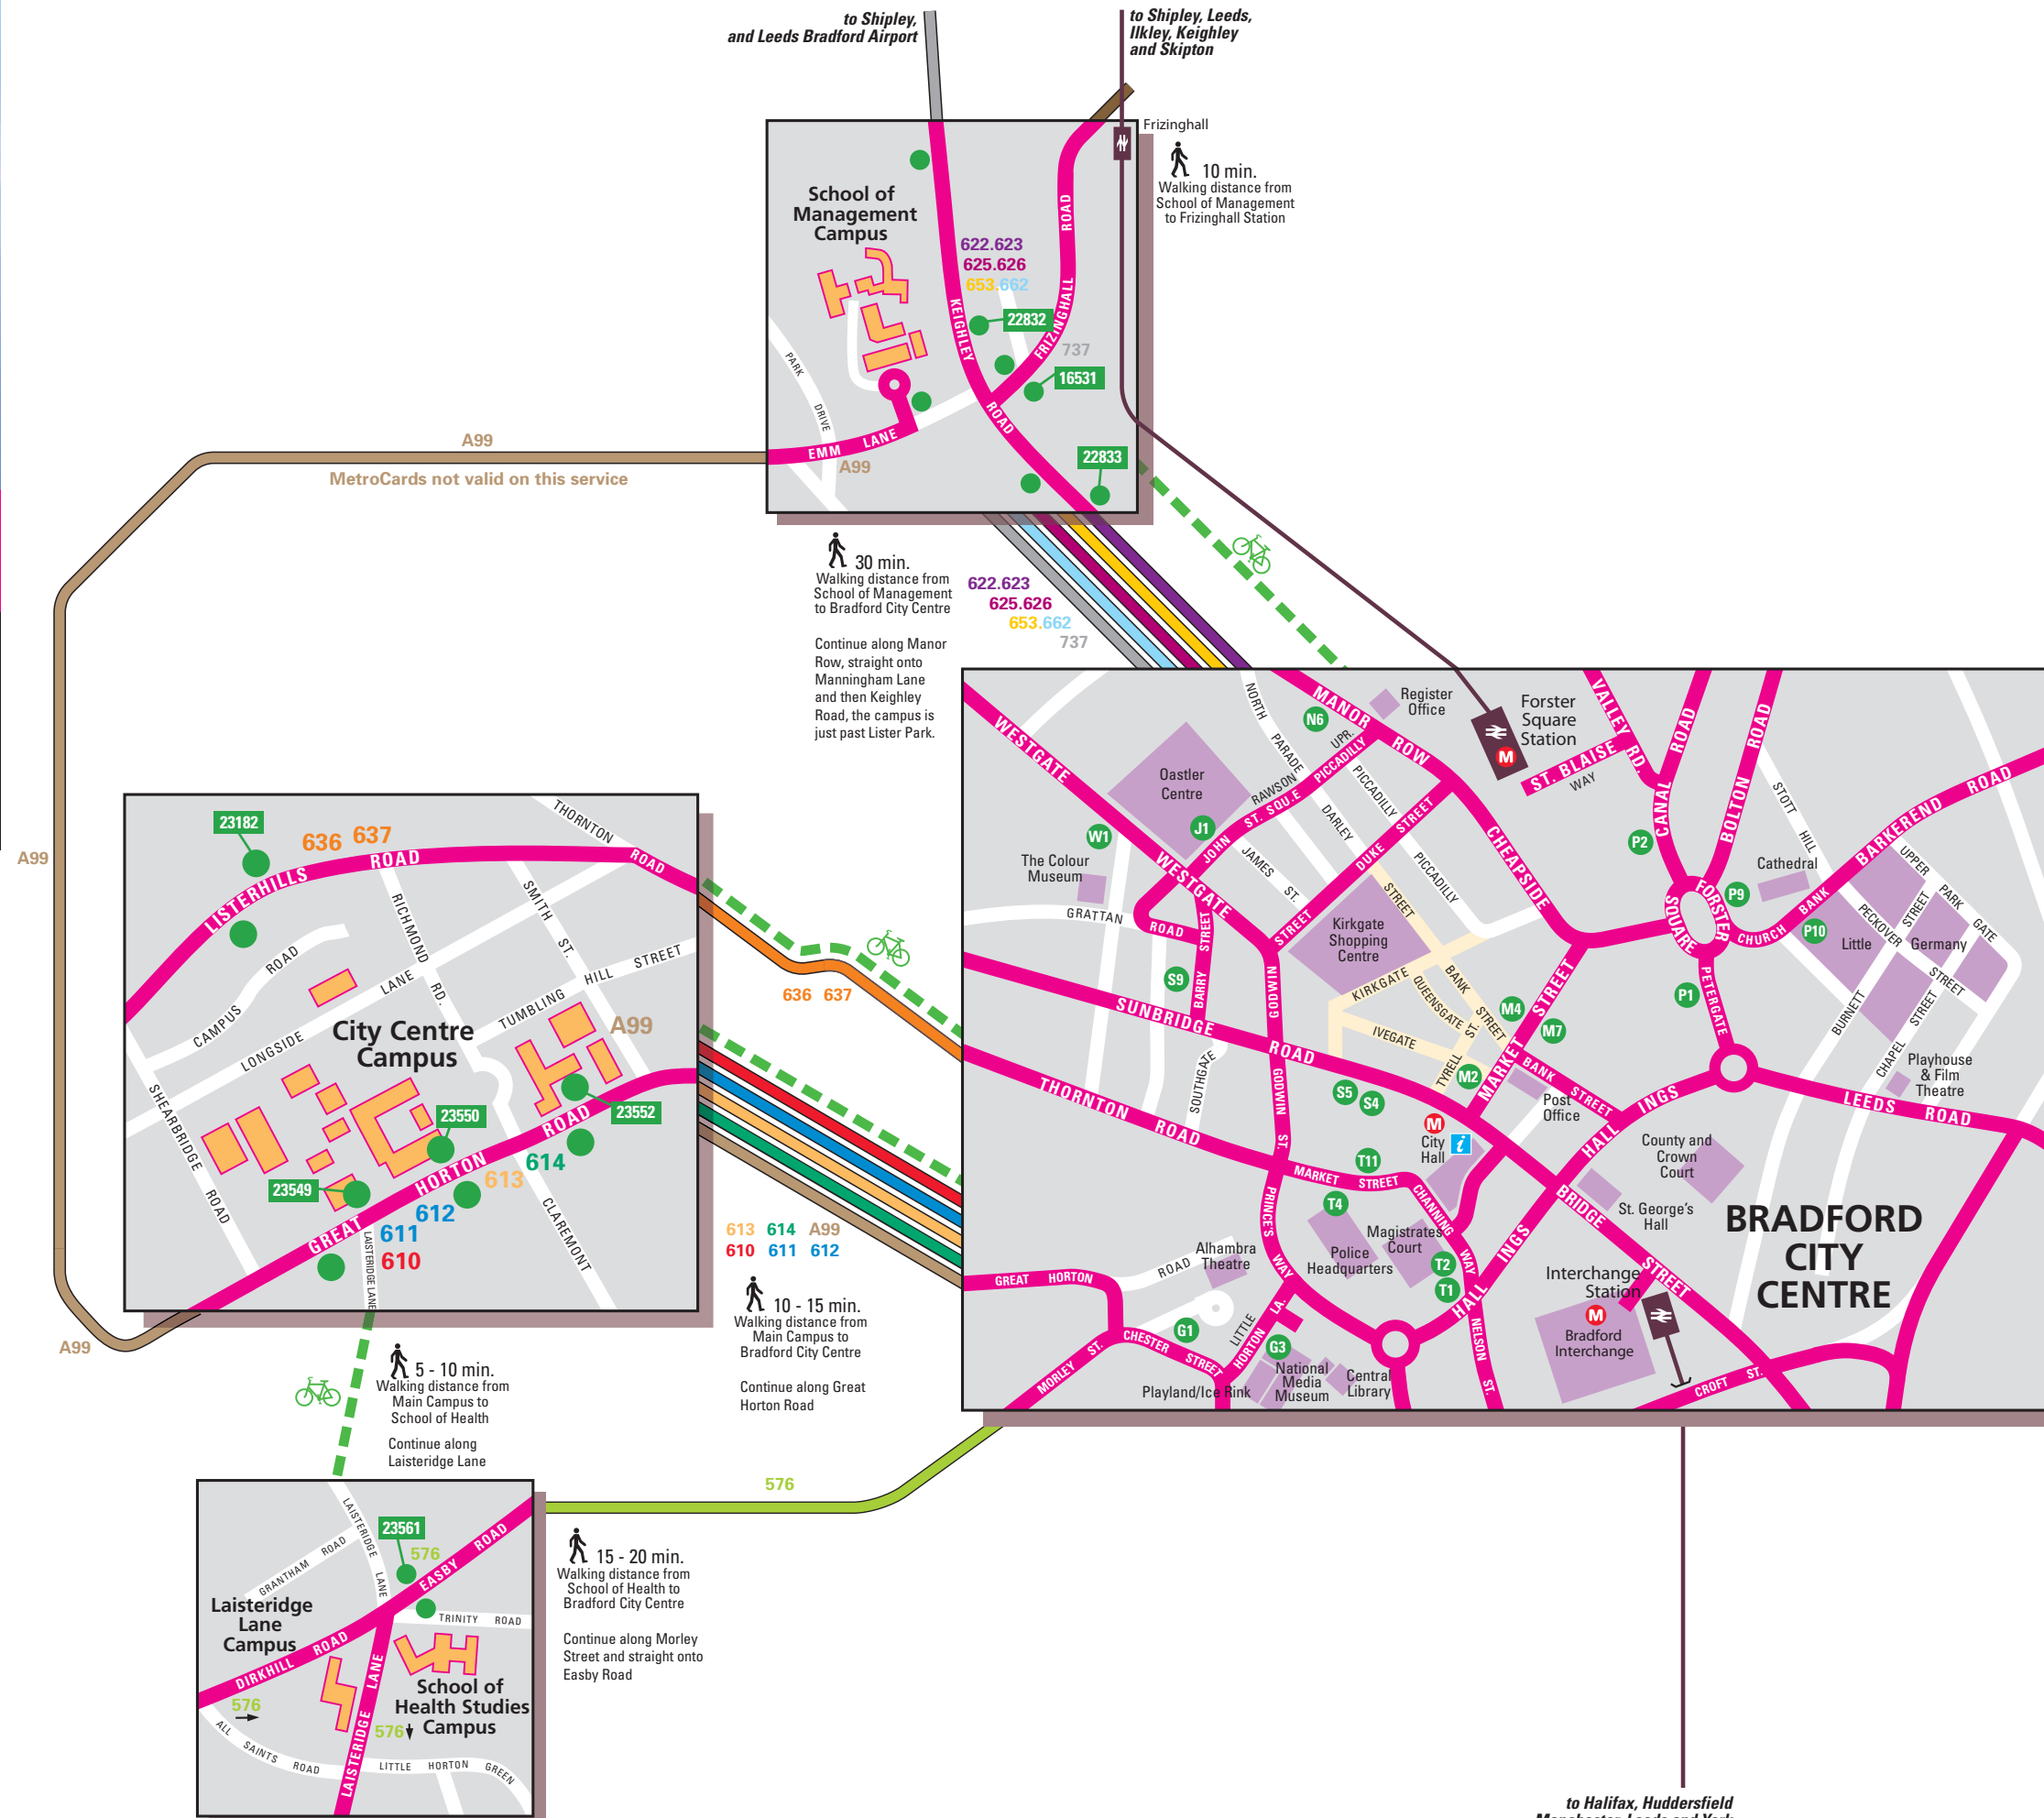 to Shipley,
and Leeds Bradford Airport
to Shipley, Leeds,
Ilkley, Keighley
and Skipton
Frizinghall
10 min.
Walking distance from
School of Management
to Frizinghall Station
School of
Management
Campus
622.623
625.626
653.662
KEIGHLEY
ROAD
FRIZINGHALL
ROAD
22832
737
16531
PARK
DRIVE
EMM LANE
A99
22833
A99
MetroCards not valid on this service
30 min.
Walking distance from
School of Management
to Bradford City Centre
Continue along Manor
Row, straight onto
Manningham Lane
and then Keighley
Road, the campus is
just past Lister Park.
622.623
625.626
653.662
737
A99
A99
23182
636 637
LISTERHILLS ROAD
THORNTON
ROAD
RICHMOND
RD.
SMITH
ST.
CAMPUS ROAD
LONGSIDE LANE
TUMBLING HILL STREET
City Centre
Campus
A99
SHEARBRIDGE
ROAD
23550
23552
23549
GREAT HORTON ROAD
614
613
612
611
610
LAISTERIDGE LANE
CLAREMONT
636 637
613 614 A99
610 611 612
10 - 15 min.
Walking distance from
Main Campus to
Bradford City Centre
Continue along Great
Horton Road
5 - 10 min.
Walking distance from
Main Campus to
School of Health
Continue along
Laisteridge Lane
576
15 - 20 min.
Walking distance from
School of Health to
Bradford City Centre
Continue along Morley
Street and straight onto
Easby Road
23561
576
LAISTERIDGE
LANE
GRANTHAM ROAD
EASBY ROAD
TRINITY ROAD
Laisteridge
Lane
Campus
DIRKHILL ROAD
LAISTERIDGE LANE
School of
Health Studies
Campus
576
576
ALL SAINTS ROAD
LITTLE HORTON GREEN
WESTGATE
NORTH
PARADE
MANOR
ROW
N6
Register
Office
UPR.
PICCADILLY
PICCADILLY
PICCADILLY
RAWSON
JOHN ST. SQU.E
Forster
Square
Station
M
ST. BLAISE
WAY
VALLEY RD.
CANAL ROAD
BOLTON ROAD
STOTT
HILL
BARKEREND ROAD
Oastler
Centre
J1
W1
The Colour
Museum
WESTGATE
DARLEY
STREET
JAMES
ST.
DUKE STREET
STREET
CHEAPSIDE
P2
P9
P10
P1
FORSTER
SQUARE
Cathedral
CHURCH BANK
UPPER
PARK
GATE
PECKOVER
STREET
STREET
Little
Germany
BURNETT
STREET
CHAPEL
GRATTAN
ROAD
BARRY STREET
S9
Kirkgate
Shopping
Centre
KIRKGATE
BANK
STREET
QUEENSGATE
IVEGATE
TYRELL
ST.
M4
M7
M2
MARKET STREET
BANK STREET
Post
Office
PETERGATE
SUNBRIDGE
ROAD
NIMOOD
GODWIN
ST.
SOUTHGATE
S5
S4
THORNTON
ROAD
M
City
Hall
i
HALL INGS
LEEDS ROAD
Playhouse
& Film
Theatre
County and
Crown
Court
St. George's
Hall
BRADFORD
CITY
CENTRE
T11
MARKET STREET
T4
CHANNING
WAY
Police
Headquarters
Magistrates
Court
T2
T1
PRINCE'S
WAY
HALL INGS
BRIDGE
STREET
Interchange
Station
M
Bradford
Interchange
Alhambra
Theatre
GREAT HORTON
ROAD
G1
G3
CHESTER STREET
MORLEY ST.
LITTLE
HORTON LA.
Playland/Ice Rink
National
Media
Museum
Central
Library
NELSON
ST.
CROFT ST.
to Halifax, Huddersfield
Manchester, Leeds and York